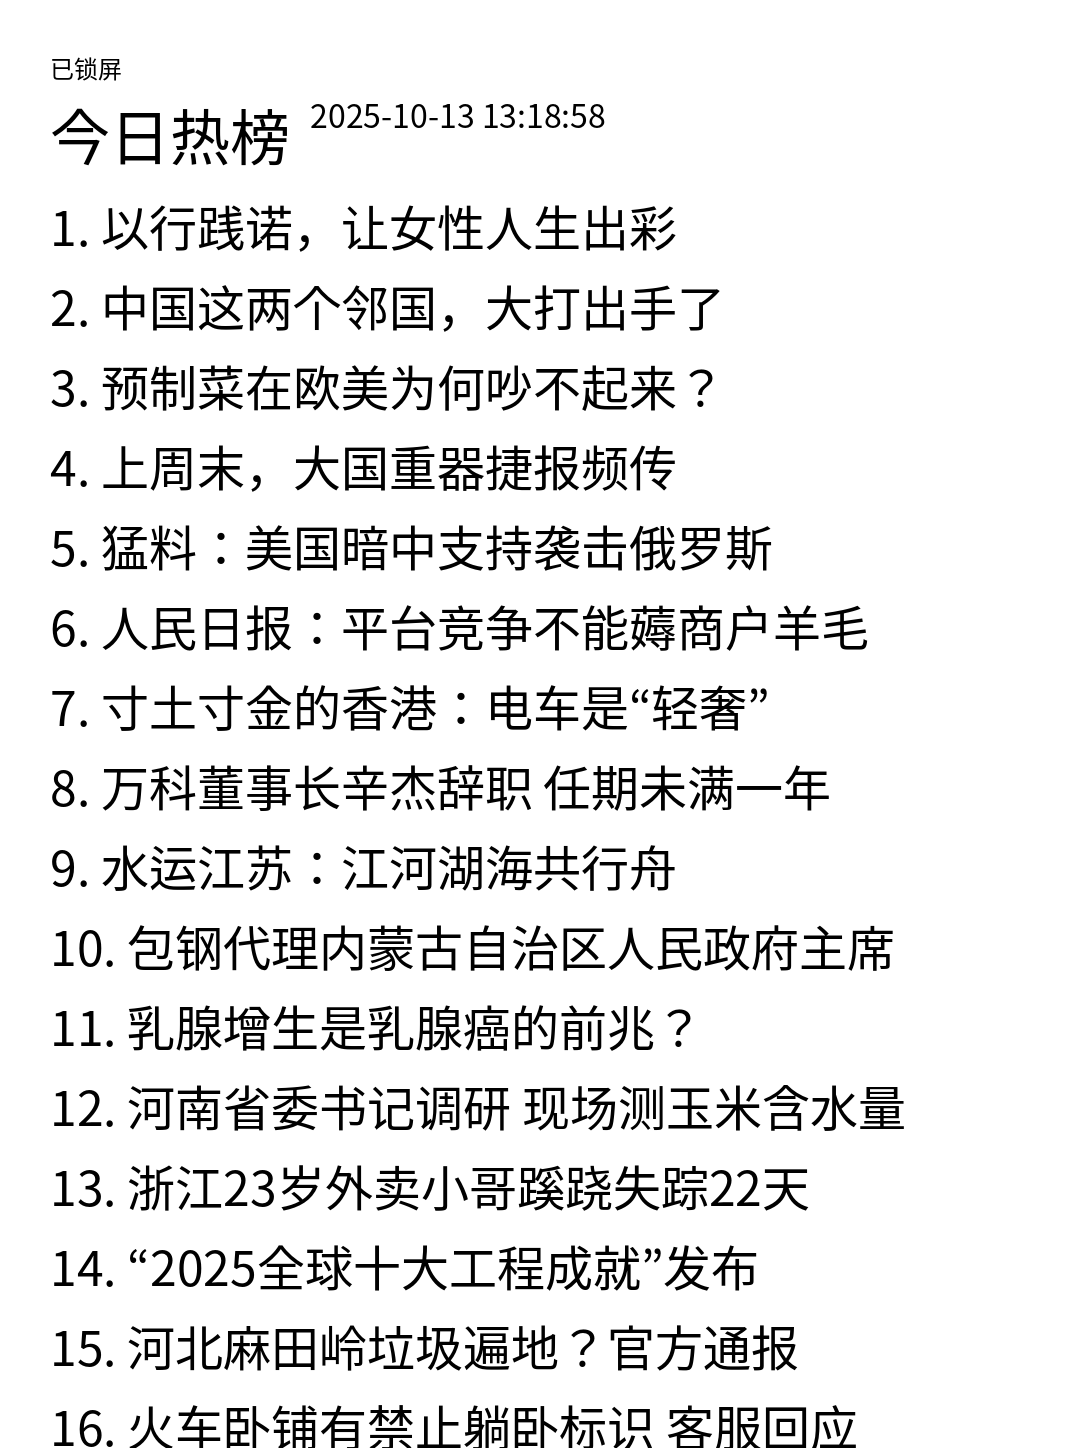 已锁屏
今日热榜 2025-10-13 13:18:58
1. 以行践诺，让女性人生出彩
2. 中国这两个邻国，大打出手了
3. 预制菜在欧美为何吵不起来？
4. 上周末，大国重器捷报频传
5. 猛料：美国暗中支持袭击俄罗斯
6. 人民日报：平台竞争不能薅商户羊毛
7. 寸土寸金的香港：电车是“轻奢”
8. 万科董事长辛杰辞职 任期未满一年
9. 水运江苏：江河湖海共行舟
10. 包钢代理内蒙古自治区人民政府主席
11. 乳腺增生是乳腺癌的前兆？
12. 河南省委书记调研 现场测玉米含水量
13. 浙江23岁外卖小哥蹊跷失踪22天
14. “2025全球十大工程成就”发布
15. 河北麻田岭垃圾遍地？官方通报
16. 火车卧铺有禁止躺卧标识 客服回应